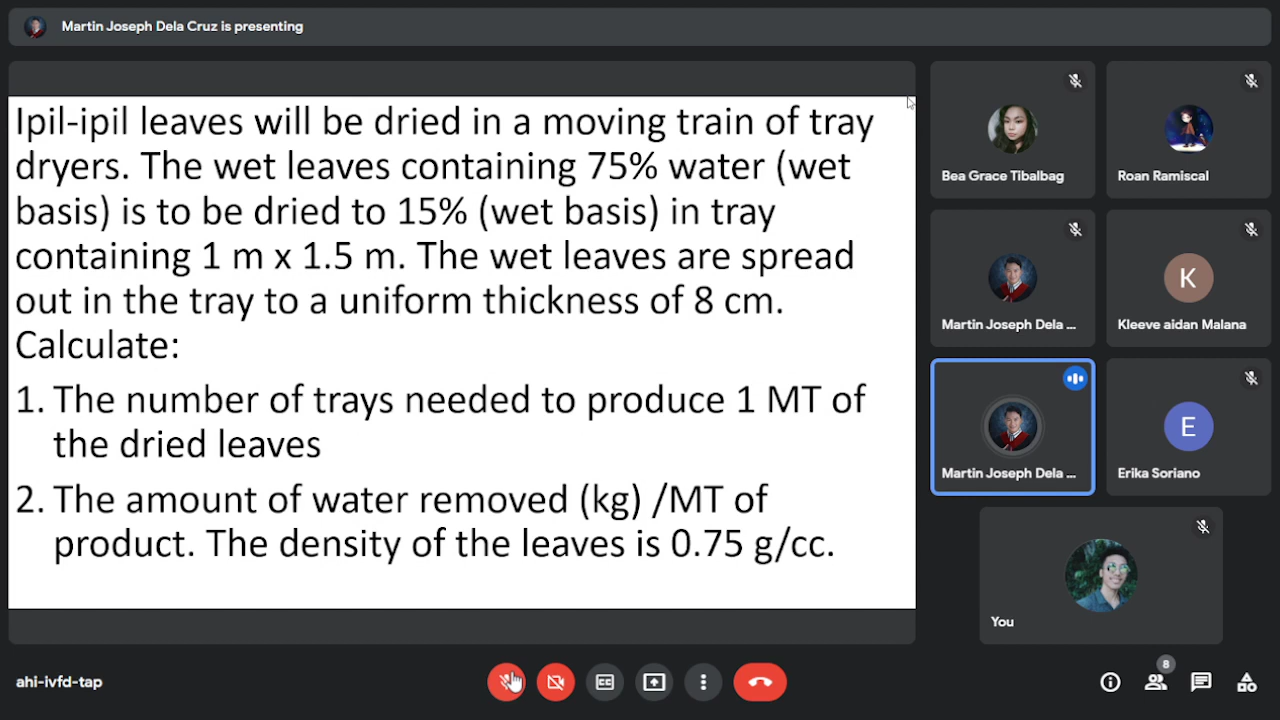 Martin Joseph Dela Cruz is presenting
Ipil-ipil leaves will be dried in a moving train of tray
dryers. The wet leaves containing 75% water (wet
basis) is to be dried to 15% (wet basis) in tray
containing 1 m x 1.5 m. The wet leaves are spread
out in the tray to a uniform thickness of 8 cm.
Calculate:
1. The number of trays needed to produce 1 MT of
the dried leaves
2. The amount of water removed (kg) /MT of
product. The density of the leaves is 0.75 g/cc.
Bea Grace Tibalbag
Roan Ramiscal
Martin Joseph Dela ...
K
Kleeve aidan Malana
Martin Joseph Dela ...
E
Erika Soriano
You
ahi-ivfd-tap
CC
8